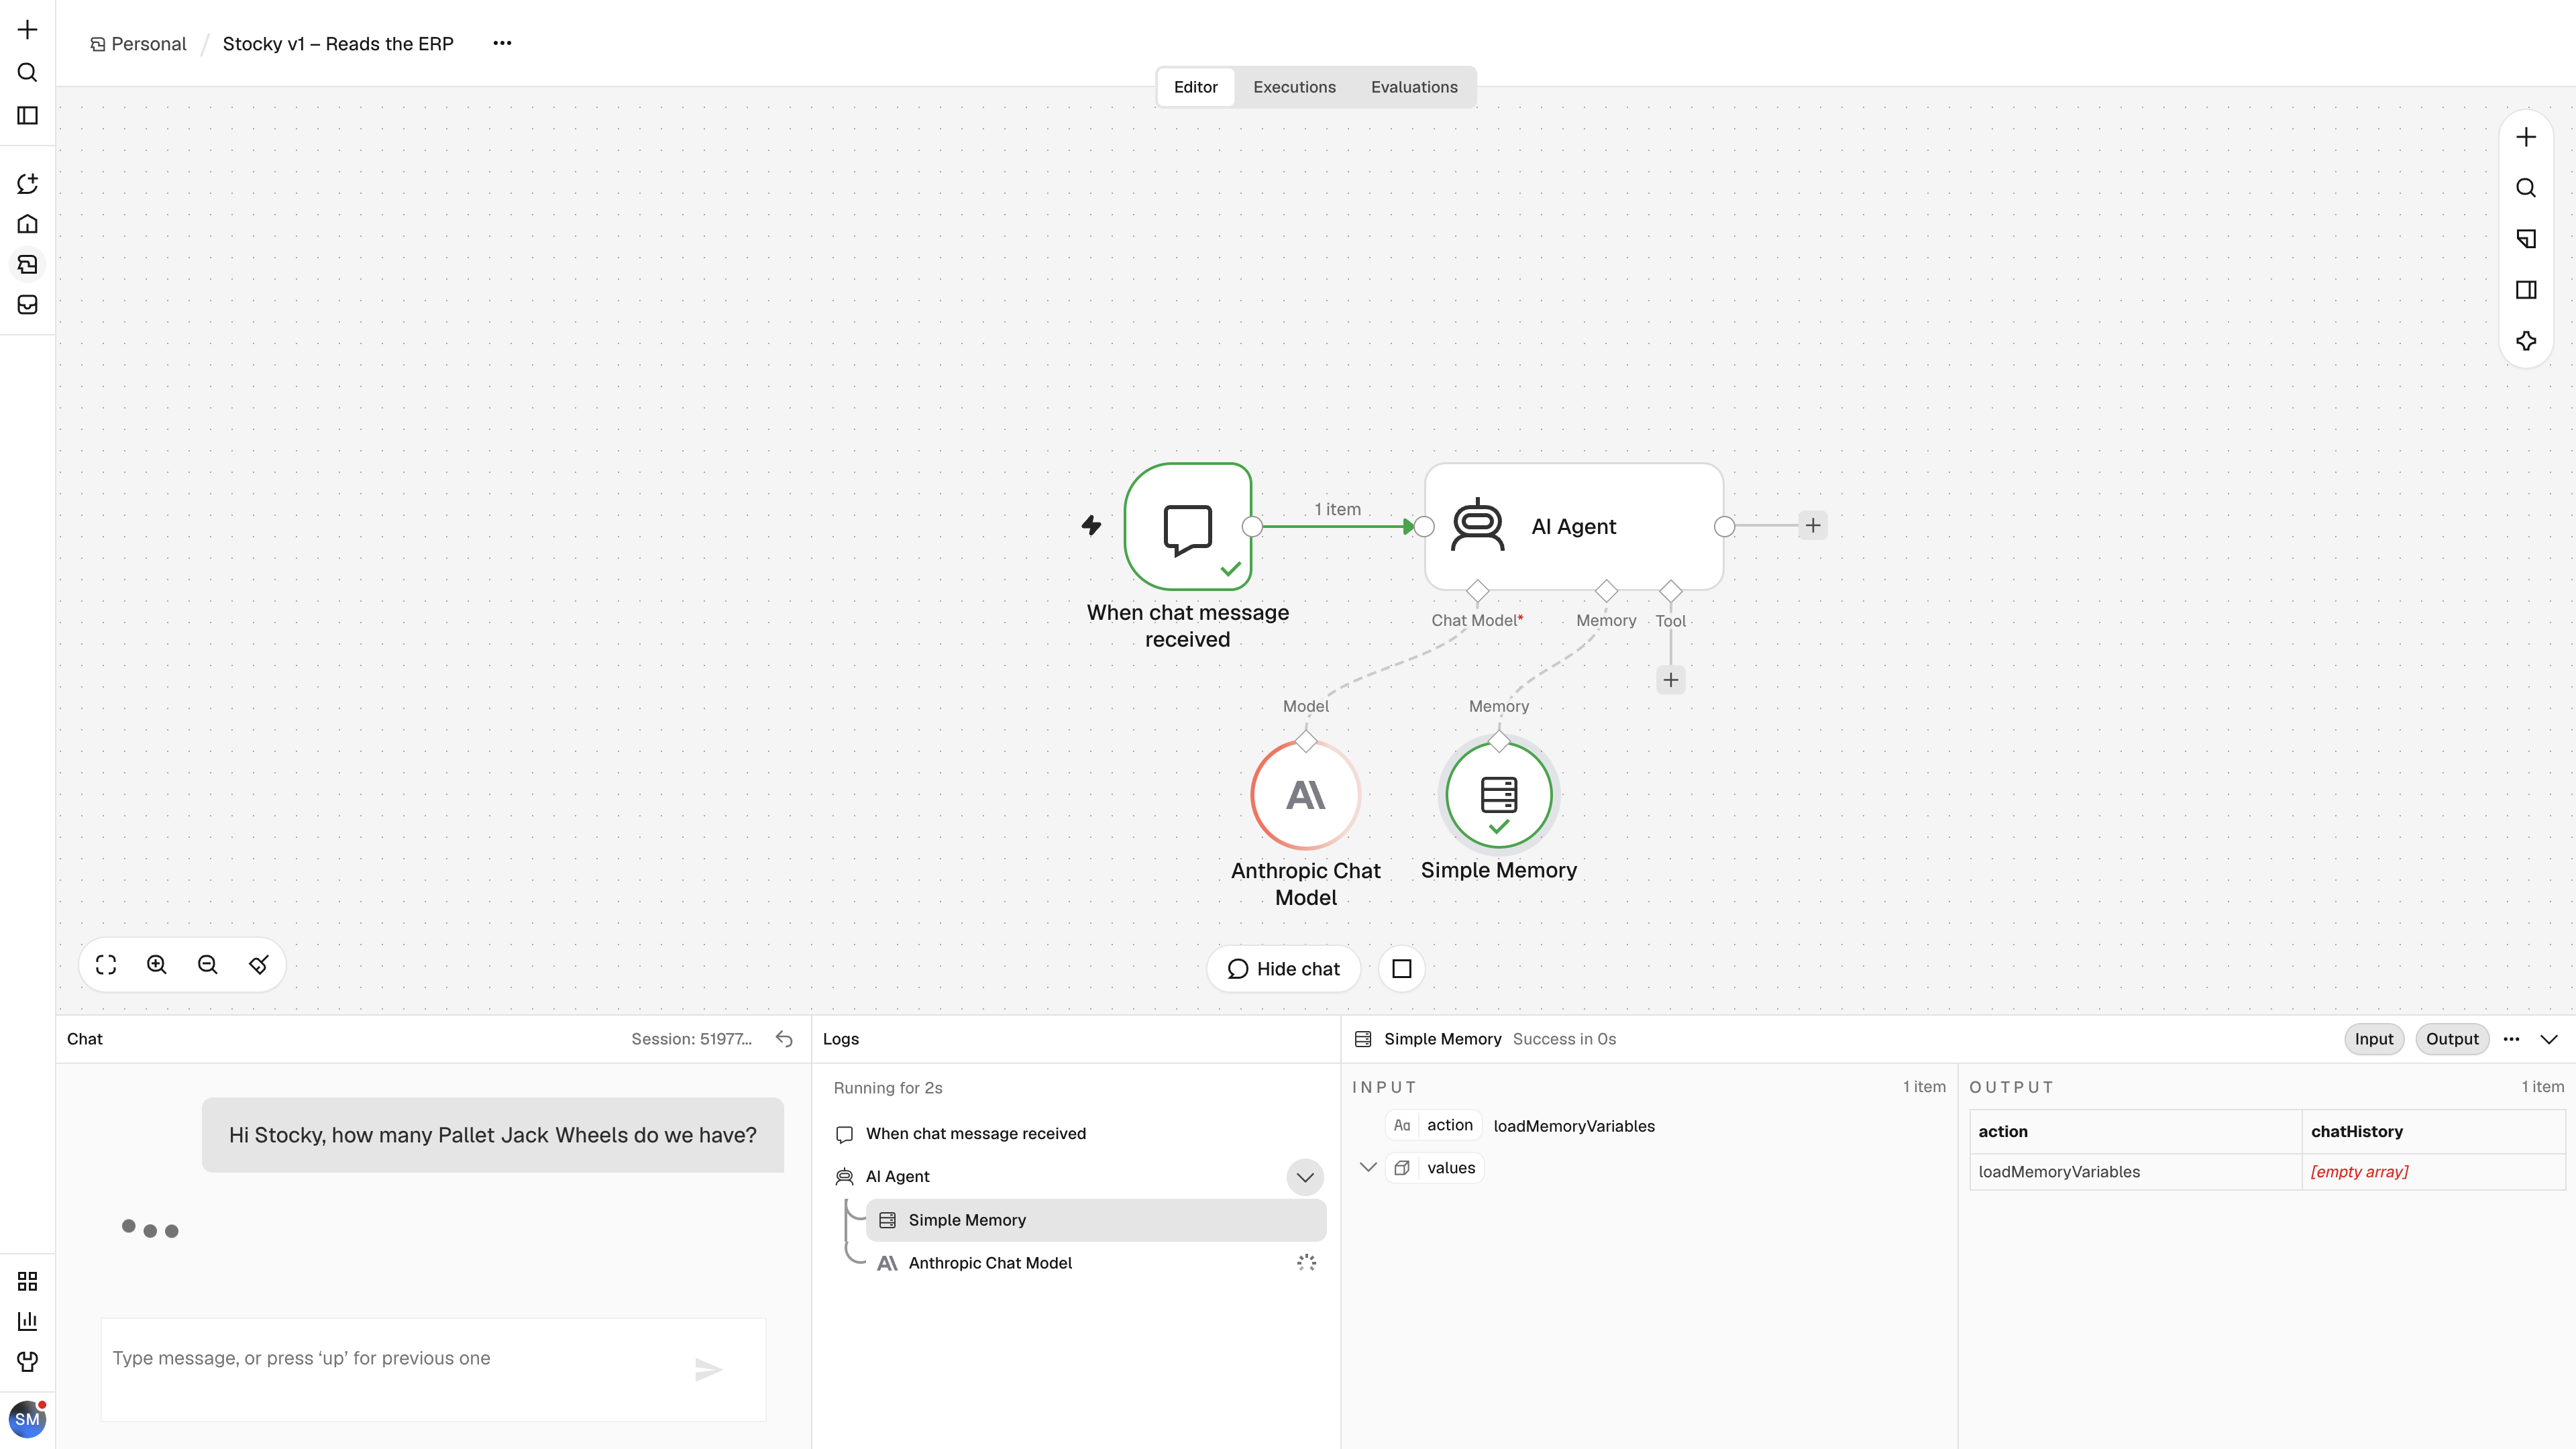 Personal / Stocky v1 – Reads the ERP
Editor Executions Evaluations
1 item
AI Agent
When chat message
received
Chat Model* Memory Tool
Model Memory
Anthropic Chat
Model
Simple Memory
Hide chat
Chat Session: 51977...
Hi Stocky, how many Pallet Jack Wheels do we have?
Type message, or press ‘up’ for previous one
SM
Logs
Running for 2s
When chat message received
AI Agent
Simple Memory
Anthropic Chat Model
Simple Memory Success in 0s Input Output
INPUT 1 item
Aa action loadMemoryVariables
values
OUTPUT 1 item
action chatHistory
loadMemoryVariables [empty array]